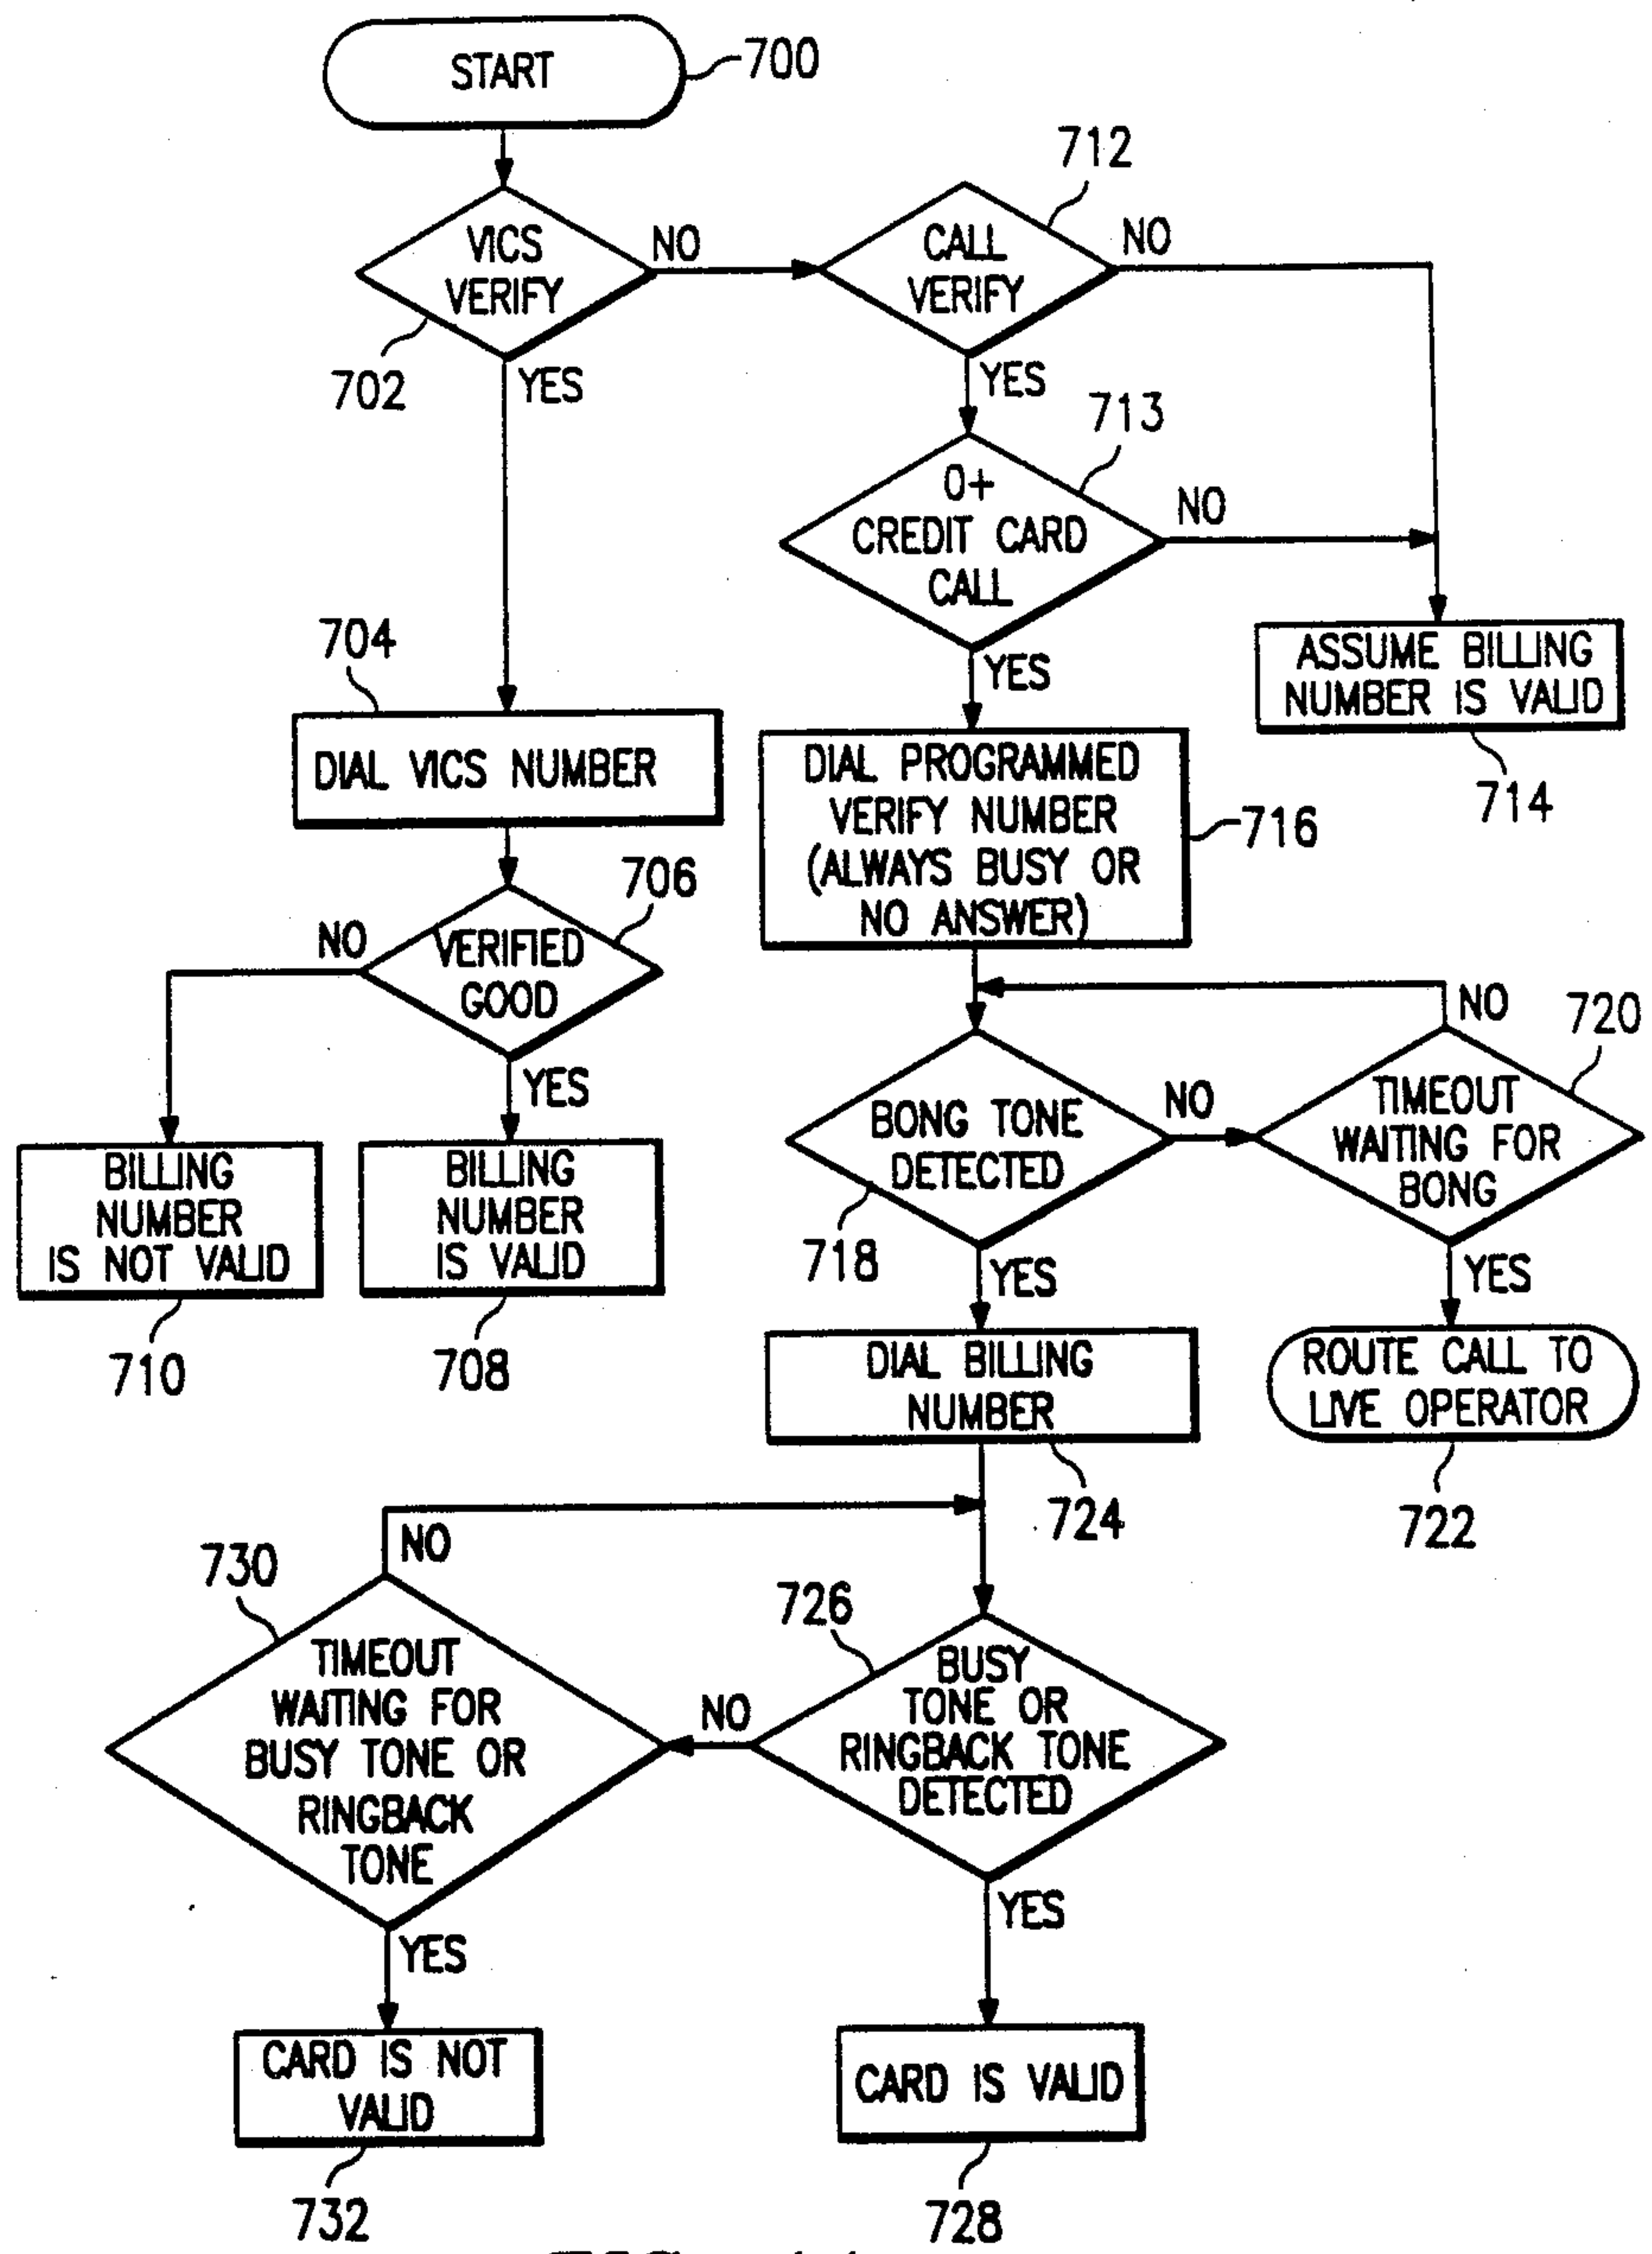 START
700
712
VICS
VERIFY
NO
CALL
VERIFY
NO
702
YES
YES
713
0+
CREDIT CARD
CALL
NO
704
YES
ASSUME BILLING
NUMBER IS VALID
714
DIAL VICS NUMBER
DIAL PROGRAMMED
VERIFY NUMBER
(ALWAYS BUSY OR
NO ANSWER)
716
706
NO
VERIFIED
GOOD
YES
NO
720
BONG TONE
DETECTED
NO
TIMEOUT
WAITING FOR
BONG
718
YES
YES
BILLING
NUMBER
IS NOT VALID
BILLING
NUMBER
IS VALID
710
708
DIAL BILLING
NUMBER
ROUTE CALL TO
LIVE OPERATOR
724
722
NO
730
726
TIMEOUT
WAITING FOR
BUSY TONE OR
RINGBACK
TONE
NO
BUSY
TONE OR
RINGBACK TONE
DETECTED
YES
YES
CARD IS NOT
VALID
CARD IS VALID
732
728